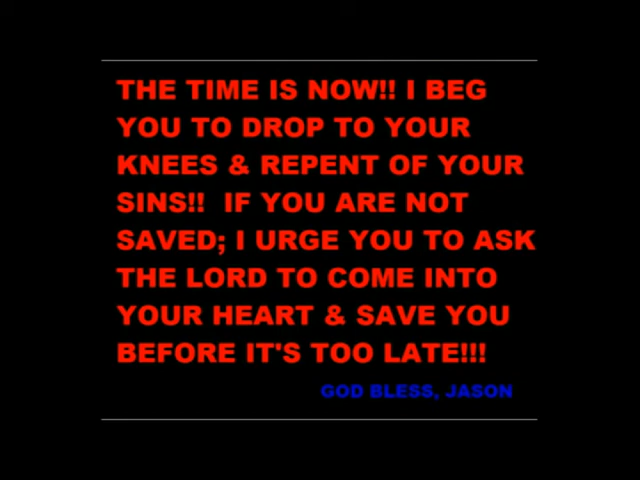 THE TIME IS NOW!! I BEG
YOU TO DROP TO YOUR
KNEES & REPENT OF YOUR
SINS!!  IF YOU ARE NOT
SAVED; I URGE YOU TO ASK
THE LORD TO COME INTO
YOUR HEART & SAVE YOU
BEFORE IT'S TOO LATE!!!
GOD BLESS, JASON